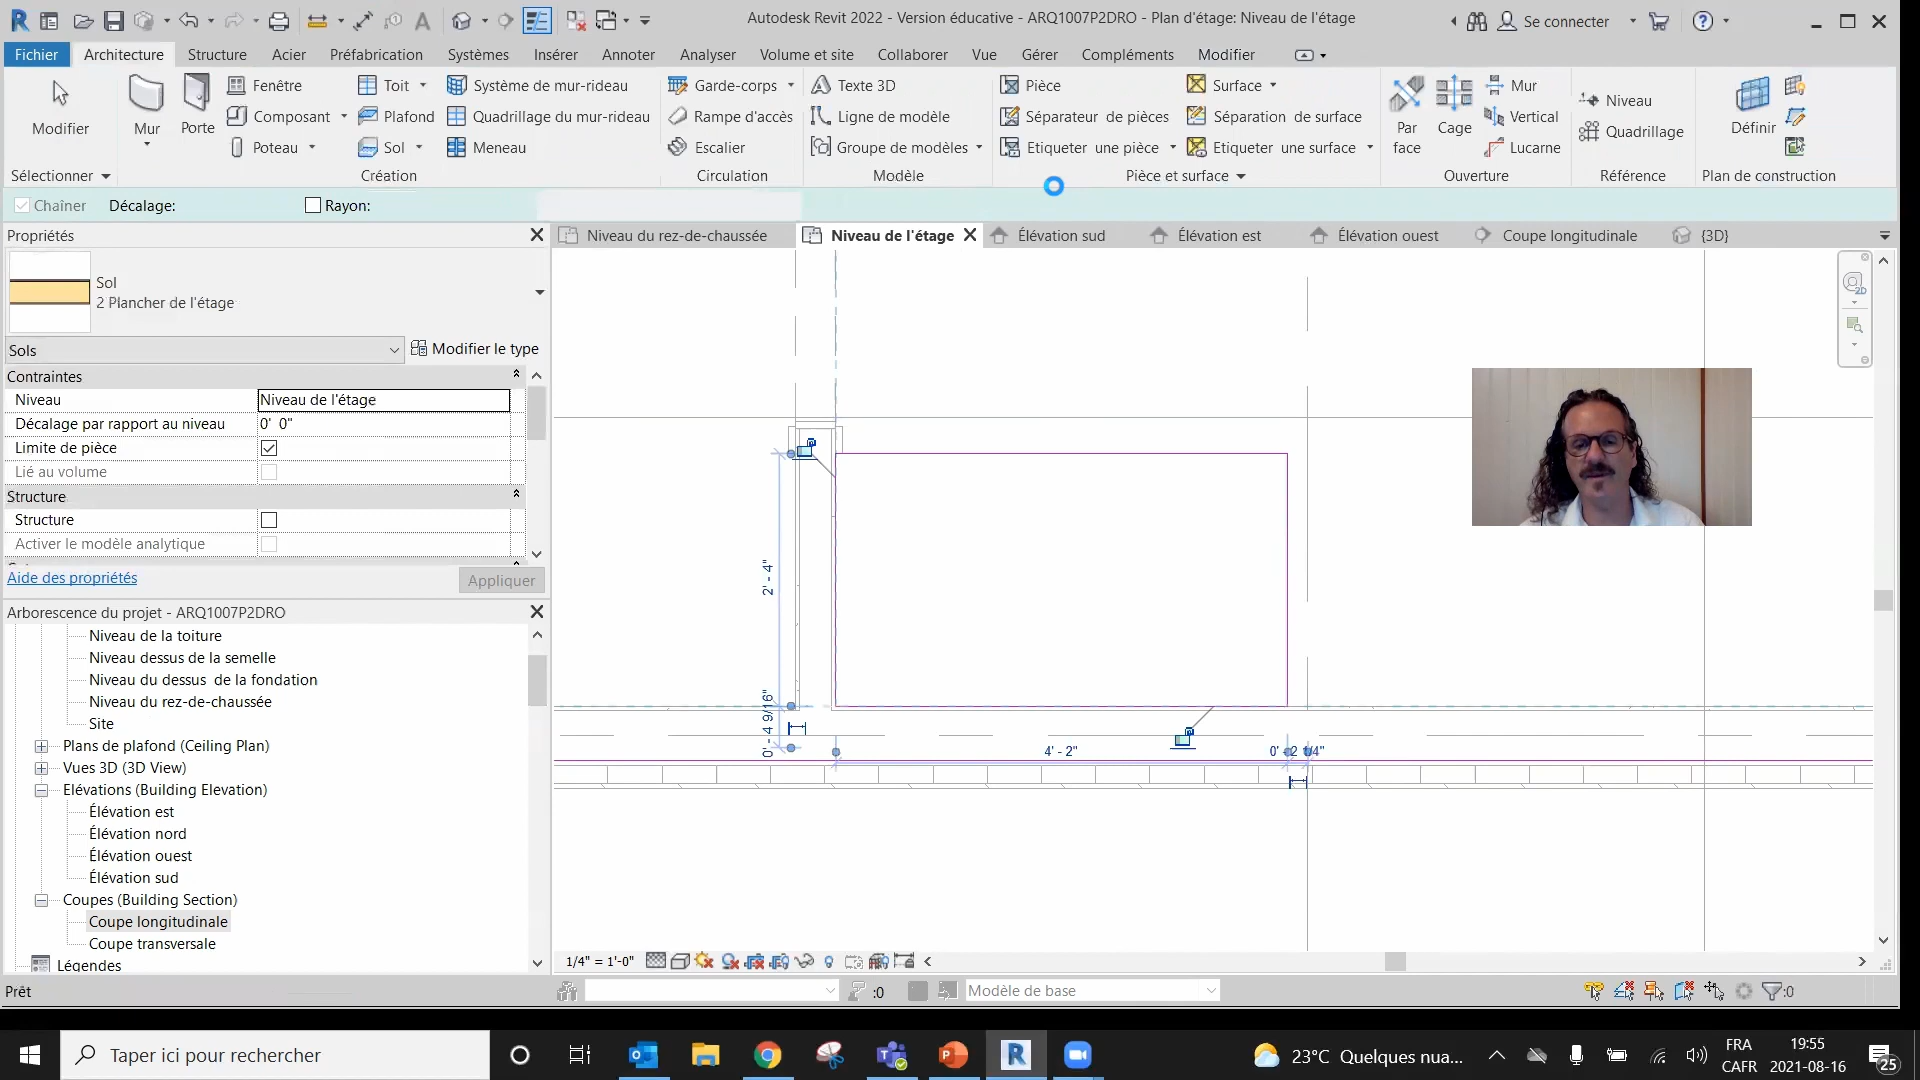 Autodesk Revit 2022 - Version éducative - ARQ1007P2DRO - Plan d'étage: Niveau de l'étage
Se connecter
Fichier Architecture Structure Acier Préfabrication Systèmes Insérer Annoter Analyser Volume et site Collaborer Vue Gérer Compléments Modifier
Modifier
Mur
Porte
Fenêtre
Composant
Poteau
Toit
Plafond
Sol
Système de mur-rideau
Quadrillage du mur-rideau
Meneau
Garde-corps
Rampe d'accès
Escalier
Texte 3D
Ligne de modèle
Groupe de modèles
Pièce
Séparateur de pièces
Etiqueter une pièce
Surface
Séparation de surface
Etiqueter une surface
Par face
Cage
Mur
Vertical
Lucarne
Niveau
Quadrillage
Définir
Sélectionner Création Circulation Modèle Pièce et surface Ouverture Référence Plan de construction
Chaîner Décalage: Rayon:
Propriétés
Niveau du rez-de-chaussée Niveau de l'étage Élévation sud Élévation est Élévation ouest Coupe longitudinale {3D}
Sol
2 Plancher de l'étage
Sols Modifier le type
Contraintes
Niveau Niveau de l'étage
Décalage par rapport au niveau 0' 0"
Limite de pièce
Lié au volume
Structure
Structure
Activer le modèle analytique
Aide des propriétés Appliquer
Arborescence du projet - ARQ1007P2DRO
Niveau de la toiture
Niveau dessus de la semelle
Niveau du dessus de la fondation
Niveau du rez-de-chaussée
Site
Plans de plafond (Ceiling Plan)
Vues 3D (3D View)
Elévations (Building Elevation)
Élévation est
Élévation nord
Élévation ouest
Élévation sud
Coupes (Building Section)
Coupe longitudinale
Coupe transversale
Légendes
2D
2' - 4"
0' - 4 9/16"
4' - 2"
0' - 2 1/4"
1/4" = 1'-0"
Prêt
:0
Modèle de base
:0
Taper ici pour rechercher
23°C Quelques nua...
FRA
CAFR
19:55
2021-08-16
25